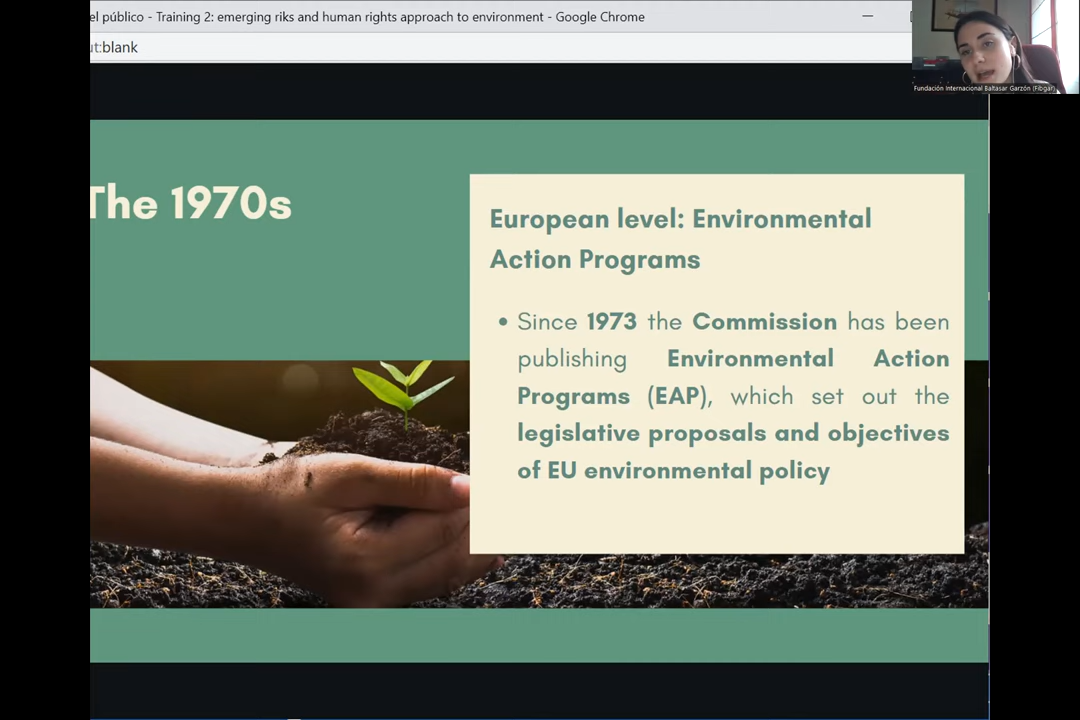 el público - Training 2: emerging riks and human rights approach to environment - Google Chrome
ut:blank
Fundación Internacional Baltasar Garzón (Fibgar)
The 1970s
European level: Environmental
Action Programs
• Since 1973 the Commission has been
publishing Environmental Action
Programs (EAP), which set out the
legislative proposals and objectives
of EU environmental policy